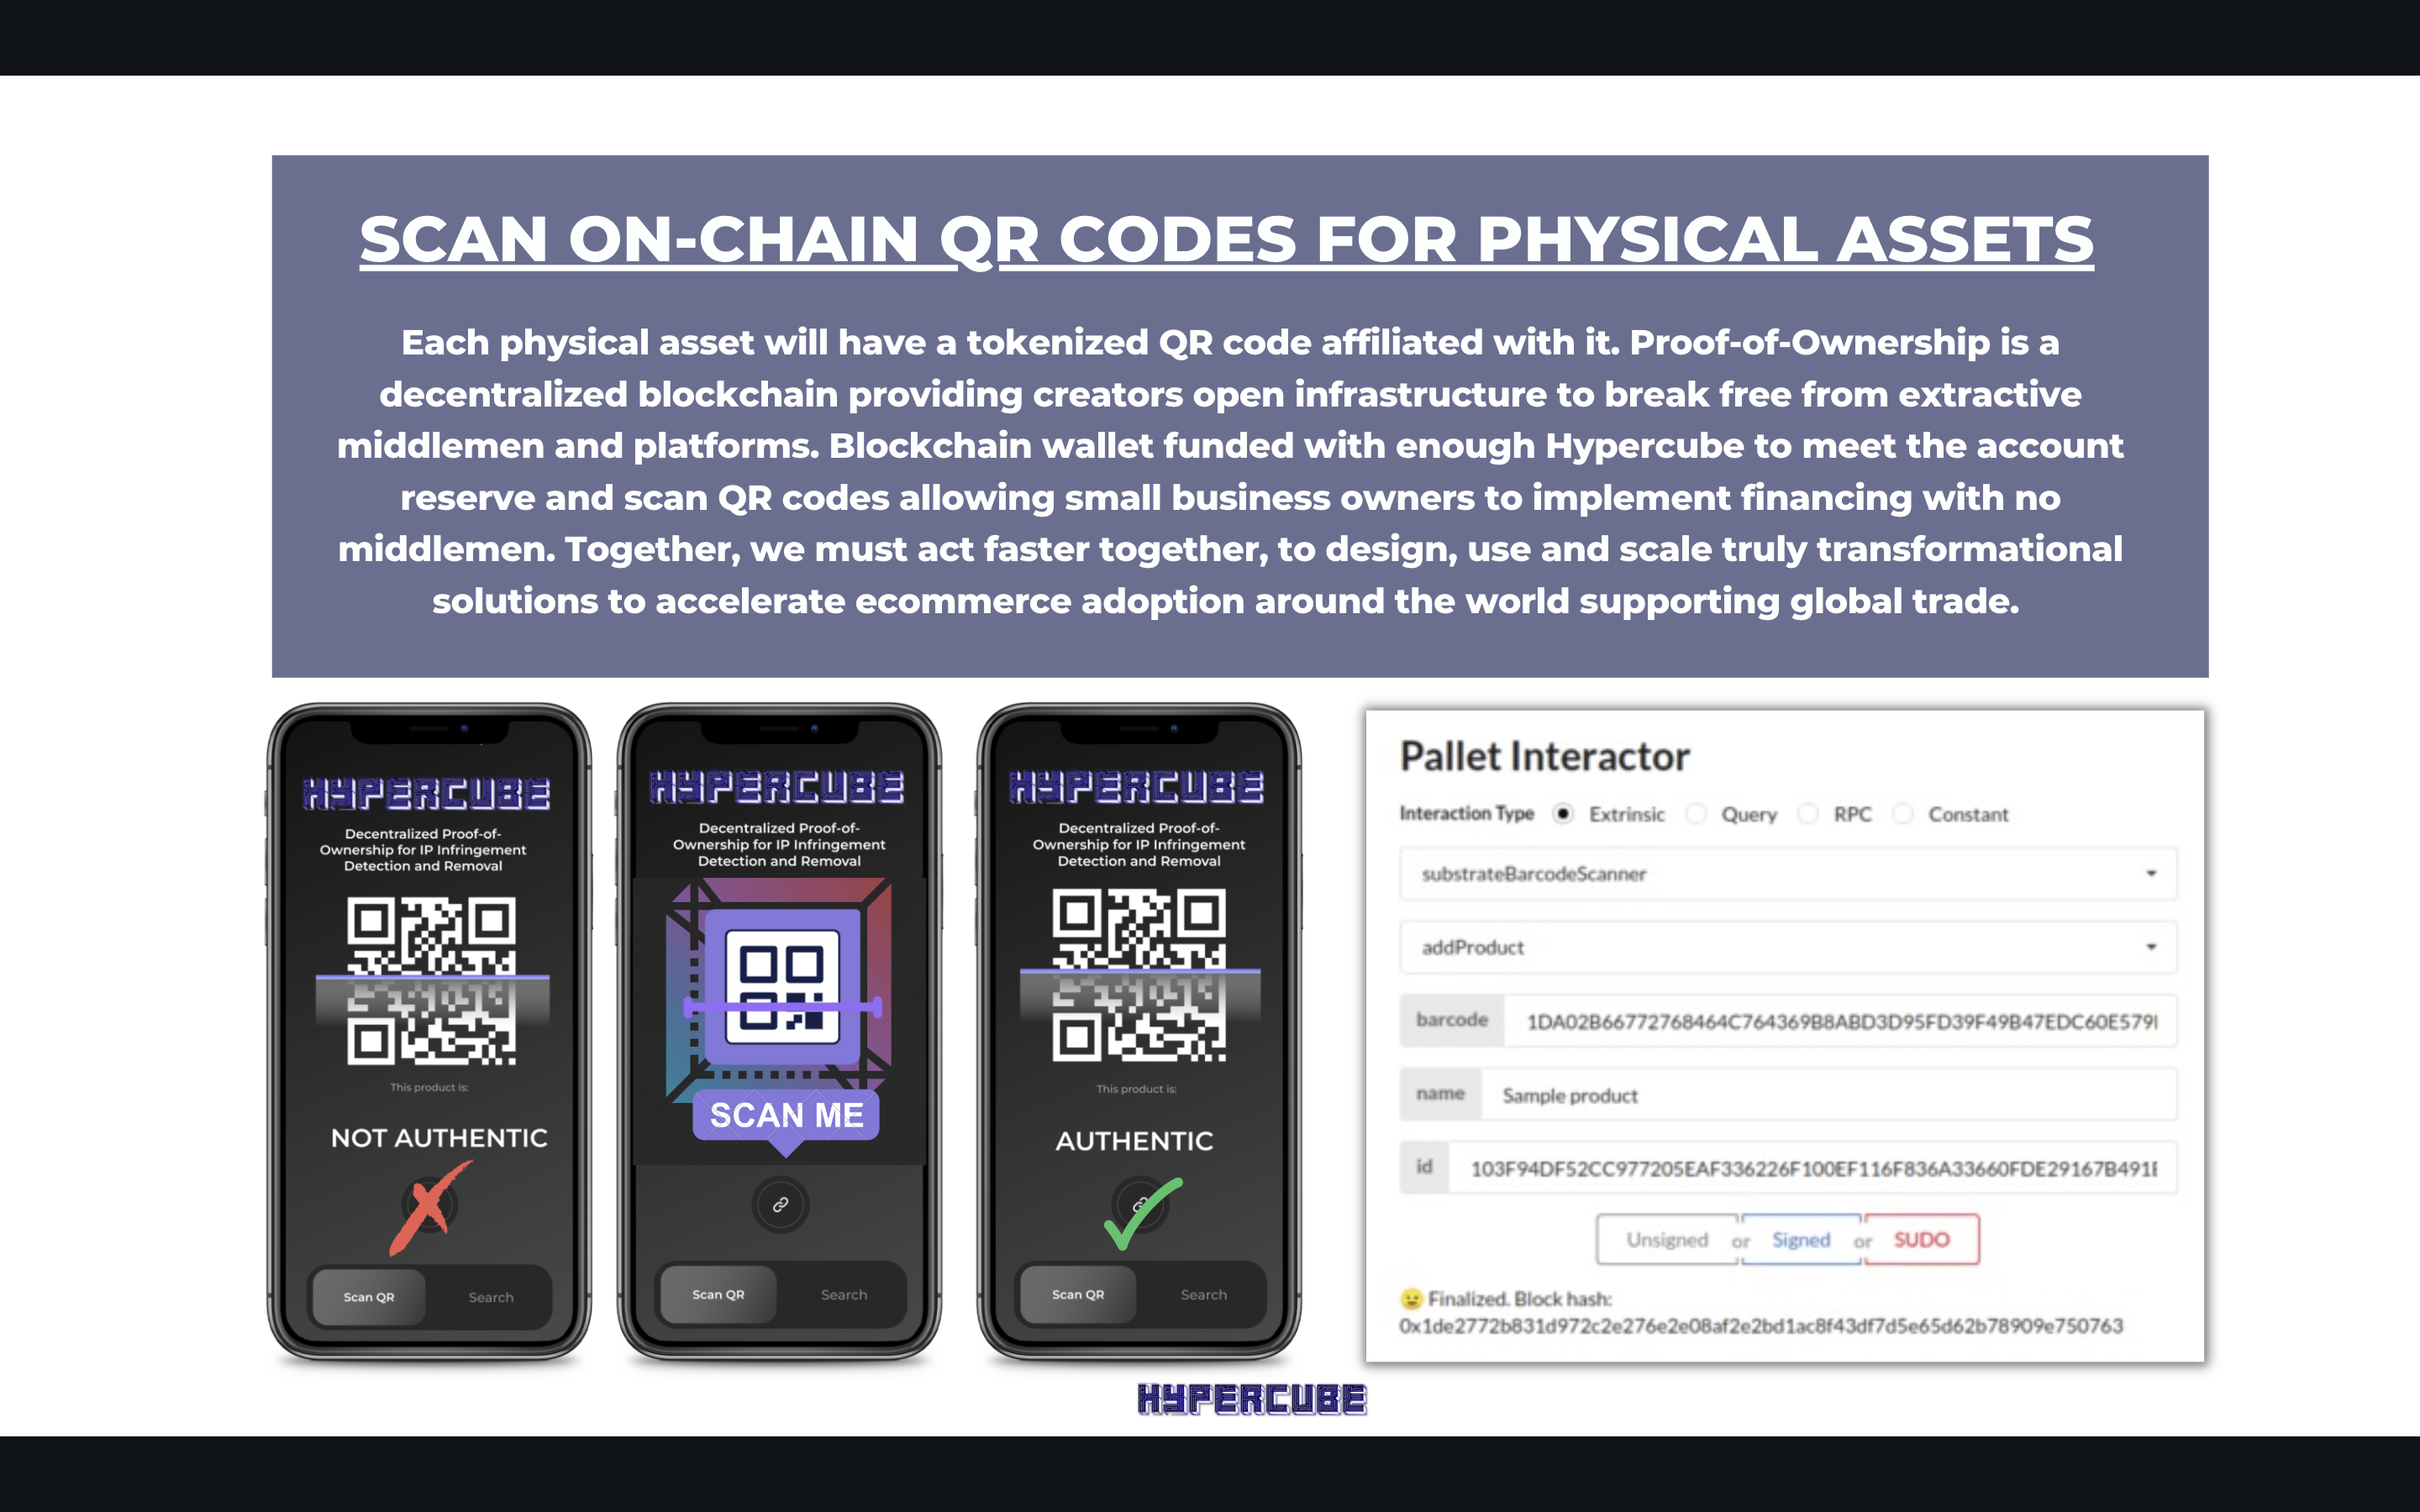 SCAN ON-CHAIN QR CODES FOR PHYSICAL ASSETS
Each physical asset will have a tokenized QR code affiliated with it. Proof-of-Ownership is a
decentralized blockchain providing creators open infrastructure to break free from extractive
middlemen and platforms. Blockchain wallet funded with enough Hypercube to meet the account
reserve and scan QR codes allowing small business owners to implement financing with no
middlemen. Together, we must act faster together, to design, use and scale truly transformational
solutions to accelerate ecommerce adoption around the world supporting global trade.
HYPERCUBE
Decentralized Proof-of-
Ownership for IP Infringement
Detection and Removal
This product is:
NOT AUTHENTIC
Scan QR Search
HYPERCUBE
Decentralized Proof-of-
Ownership for IP Infringement
Detection and Removal
SCAN ME
Scan QR Search
HYPERCUBE
Decentralized Proof-of-
Ownership for IP Infringement
Detection and Removal
This product is:
AUTHENTIC
Scan QR Search
Pallet Interactor
Interaction Type Extrinsic Query RPC Constant
substrateBarcodeScanner
addProduct
barcode 1DA02B66772768464C764369B8ABD3D95FD39F49B47EDC60E579
name Sample product
id 103F94DF52CC977205EAF336226F100EF116F836A33660FDE29167B491
Unsigned or Signed or SUDO
😉 Finalized. Block hash:
0x1de2772b831d972c2e276e2e08af2e2bd1ac8f43df7d5e65d62b78909e750763
HYPERCUBE